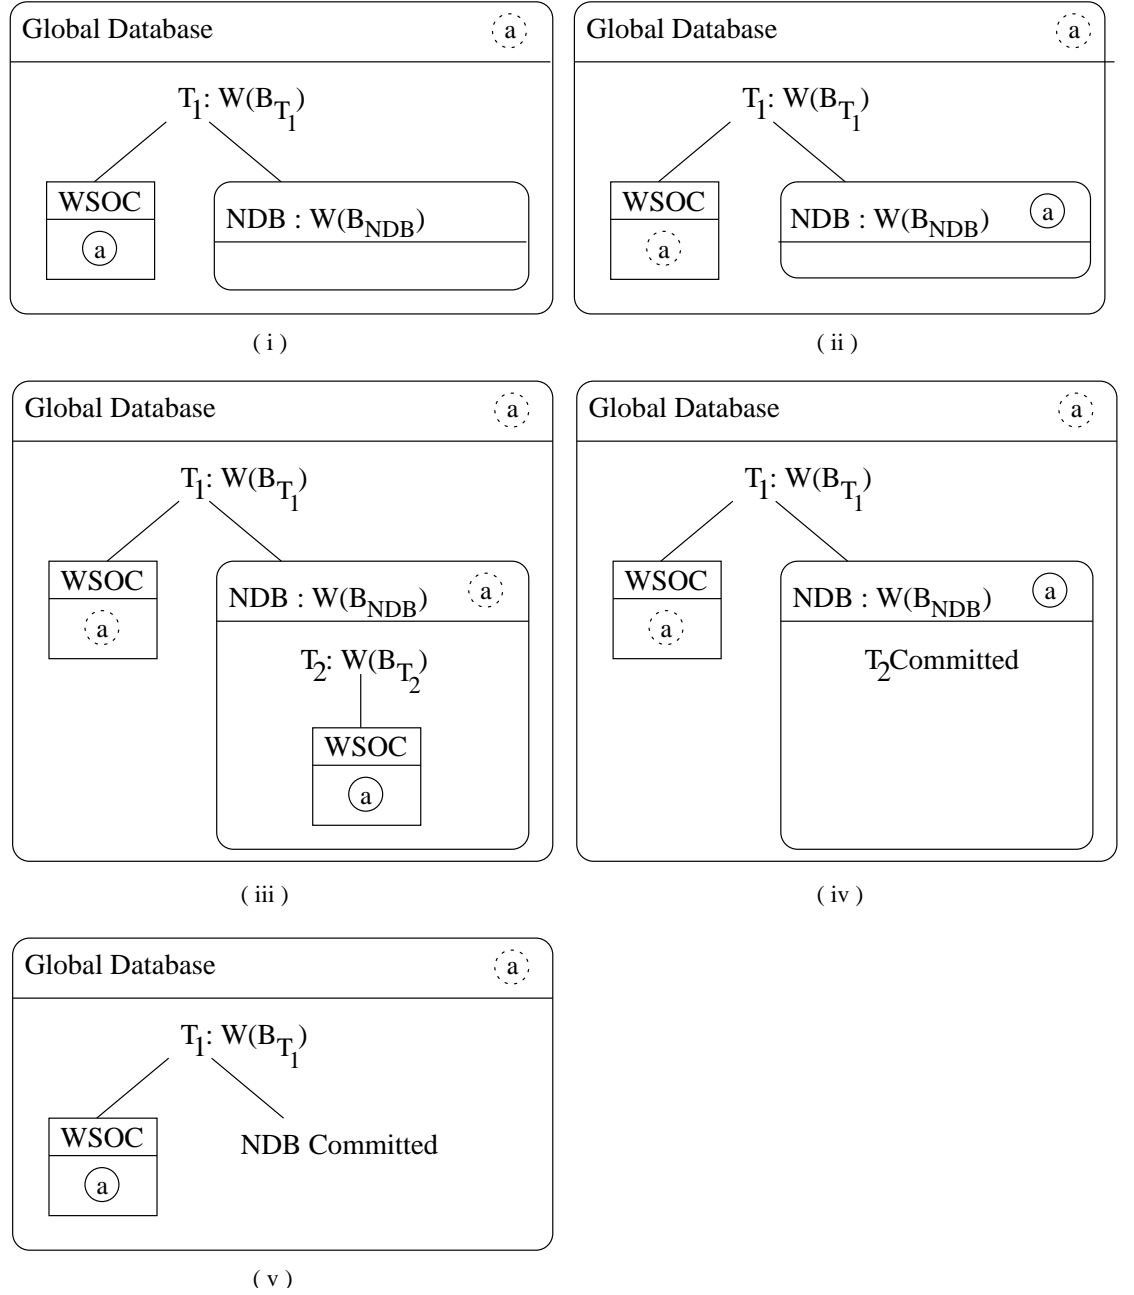 Global Database a
T1: W(BT1)
WSOC
a
NDB : W(BNDB)
( i )
Global Database a
T1: W(BT1)
WSOC
a
NDB : W(BNDB) a
( ii )
Global Database a
T1: W(BT1)
WSOC
a
NDB : W(BNDB) a
T2: W(BT2)
WSOC
a
( iii )
Global Database a
T1: W(BT1)
WSOC
a
NDB : W(BNDB) a
T2Committed
( iv )
Global Database a
T1: W(BT1)
WSOC
a
NDB Committed
( v )